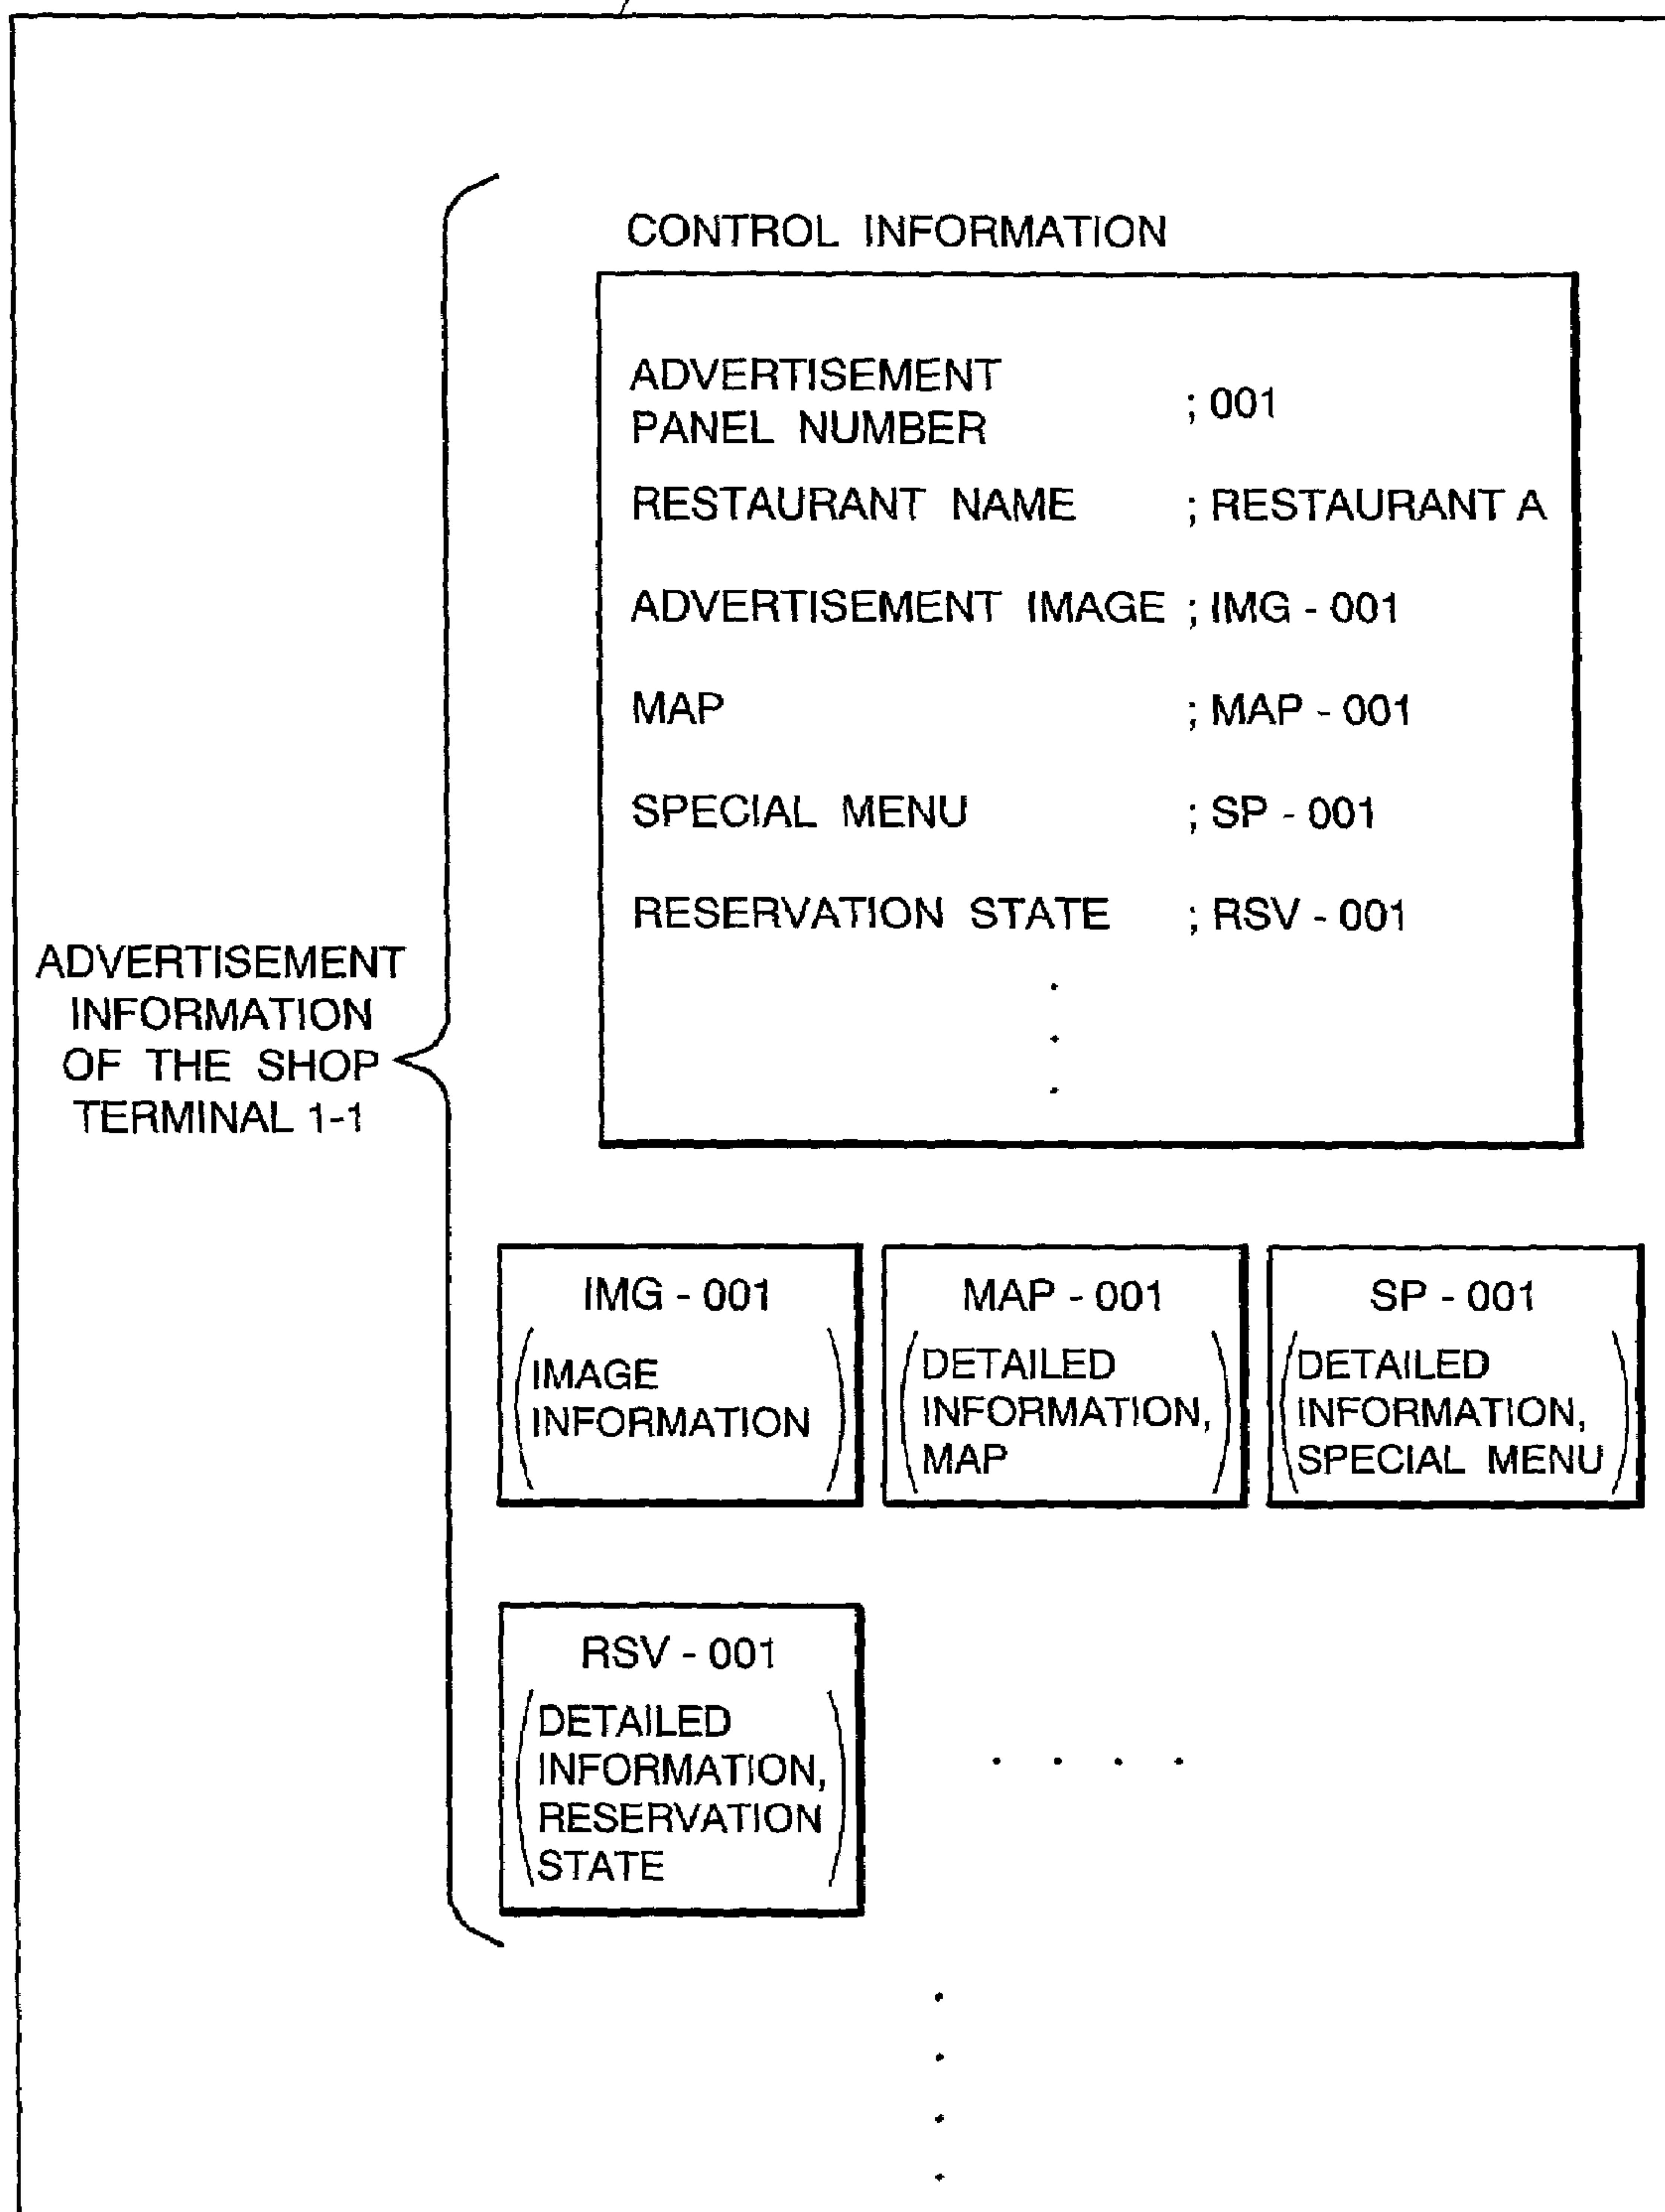 CONTROL INFORMATION
ADVERTISEMENT
PANEL NUMBER ; 001
RESTAURANT NAME ; RESTAURANT A
ADVERTISEMENT IMAGE ; IMG - 001
MAP ; MAP - 001
SPECIAL MENU ; SP - 001
RESERVATION STATE ; RSV - 001
ADVERTISEMENT
INFORMATION
OF THE SHOP
TERMINAL 1-1
IMG - 001
(IMAGE
INFORMATION)
MAP - 001
(DETAILED
INFORMATION,
MAP)
SP - 001
(DETAILED
INFORMATION,
SPECIAL MENU)
RSV - 001
(DETAILED
INFORMATION,
RESERVATION
STATE)